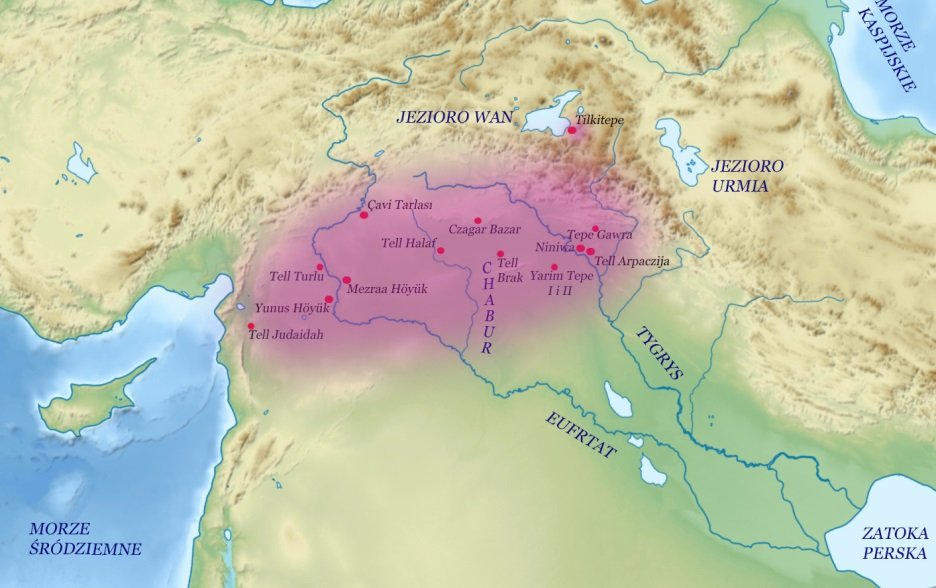 MORZE
KASPIJSKIE
JEZIORO WAN
Tilkitepe
JEZIORO
URMIA
Çavi Tarlası
Czagar Bazar
Tepe Gawra
Tell Halaf
Niniwa
Tell Arpaczija
Tell
Brak
Yarim Tepe
I i II
Tell Turlu
Mezraa Höyük
Yunus Höyük
Tell Judaidah
CHABUR
TYGRYS
EUFRTAT
MORZE
ŚRÓDZIEMNE
ZATOKA
PERSKA